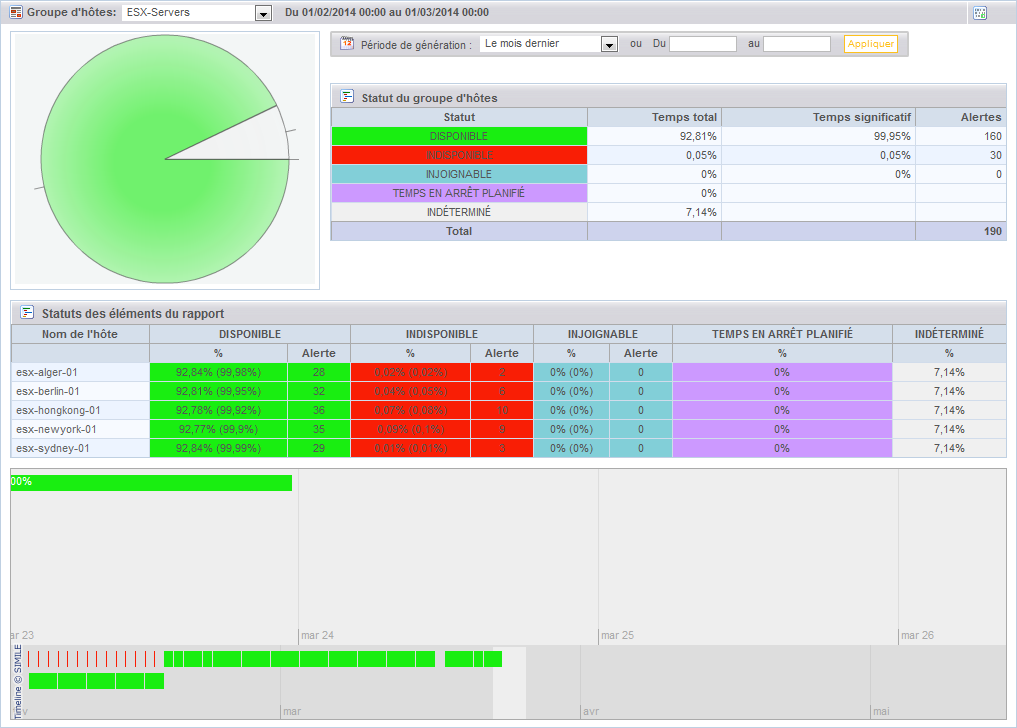 Groupe d'hôtes: ESX-Servers Du 01/02/2014 00:00 au 01/03/2014 00:00
12 Période de génération : Le mois dernier ou Du au Appliquer
Statut du groupe d'hôtes
Statut Temps total Temps significatif Alertes
DISPONIBLE 92,81% 99,95% 160
INDISPONIBLE 0,05% 0,05% 30
INJOIGNABLE 0% 0% 0
TEMPS EN ARRÊT PLANIFIÉ 0%
INDÉTERMINÉ 7,14%
Total 190
Statuts des éléments du rapport
Nom de l'hôte DISPONIBLE INDISPONIBLE INJOIGNABLE TEMPS EN ARRÊT PLANIFIÉ INDÉTERMINÉ
% Alerte % Alerte % Alerte % %
esx-alger-01 92,84% (99,98%) 28 0,02% (0,02%) 2 0% (0%) 0 0% 7,14%
esx-berlin-01 92,81% (99,95%) 32 0,04% (0,05%) 6 0% (0%) 0 0% 7,14%
esx-hongkong-01 92,78% (99,92%) 36 0,07% (0,08%) 10 0% (0%) 0 0% 7,14%
esx-newyork-01 92,77% (99,9%) 35 0,09% (0,1%) 9 0% (0%) 0 0% 7,14%
esx-sydney-01 92,84% (99,99%) 29 0,01% (0,01%) 3 0% (0%) 0 0% 7,14%
00%
ar 23 mar 24 mar 25 mar 26
Timeline © SIMILE
v mar avr mai